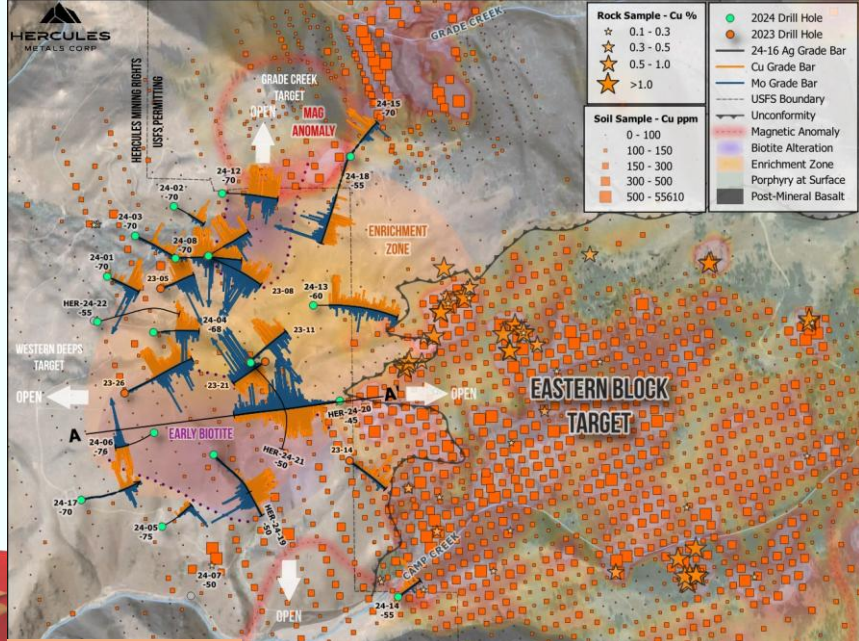 HERCULES
METALS CORP
HERCULES MINING RIGHTS
USFS PERMITTING
GRADE CREEK
TARGET
OPEN
MAG
ANOMALY
GRADE CREEK
24-15
-70
24-12
-70
24-18
-55
24-02
-70
24-03
-70
24-08
-70
ENRICHMENT
ZONE
24-01
-70
23-05
23-08
24-13
-60
HER-24-22
-55
24-04
-68
23-11
WESTERN DEEPS
TARGET
OPEN
23-26
23-21
A
A'
OPEN
HER-24-20
-45
EASTERN BLOCK
TARGET
EARLY BIOTITE
24-06
-76
HER-24-21
-50
23-14
24-17
-70
24-05
-75
HER-24-19
-50
24-07
-50
OPEN
CAMP CREEK
24-14
-55
Rock Sample - Cu %
0.1 - 0.3
0.3 - 0.5
0.5 - 1.0
>1.0
Soil Sample - Cu ppm
0 - 100
100 - 150
150 - 300
300 - 500
500 - 55610
2024 Drill Hole
2023 Drill Hole
24-16 Ag Grade Bar
Cu Grade Bar
Mo Grade Bar
USFS Boundary
Unconformity
Magnetic Anomaly
Biotite Alteration
Enrichment Zone
Porphyry at Surface
Post-Mineral Basalt